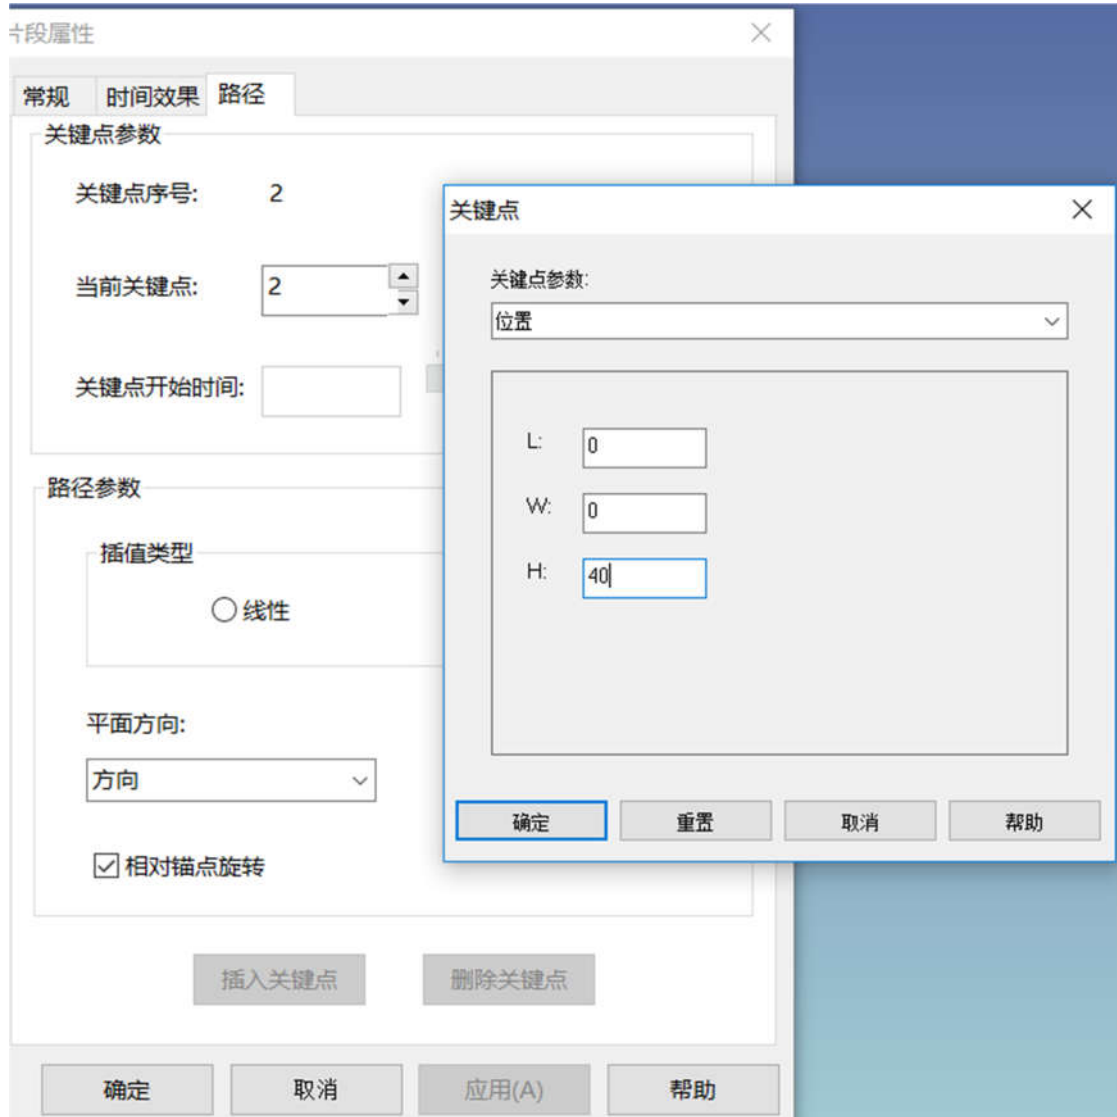 片段属性
常规 时间效果 路径
关键点参数
关键点序号: 2
当前关键点: 2
关键点开始时间:
路径参数
插值类型
线性
平面方向:
方向
相对锚点旋转
插入关键点 删除关键点
确定 取消 应用(A) 帮助
关键点
关键点参数:
位置
L: 0
W: 0
H: 40
确定 重置 取消 帮助